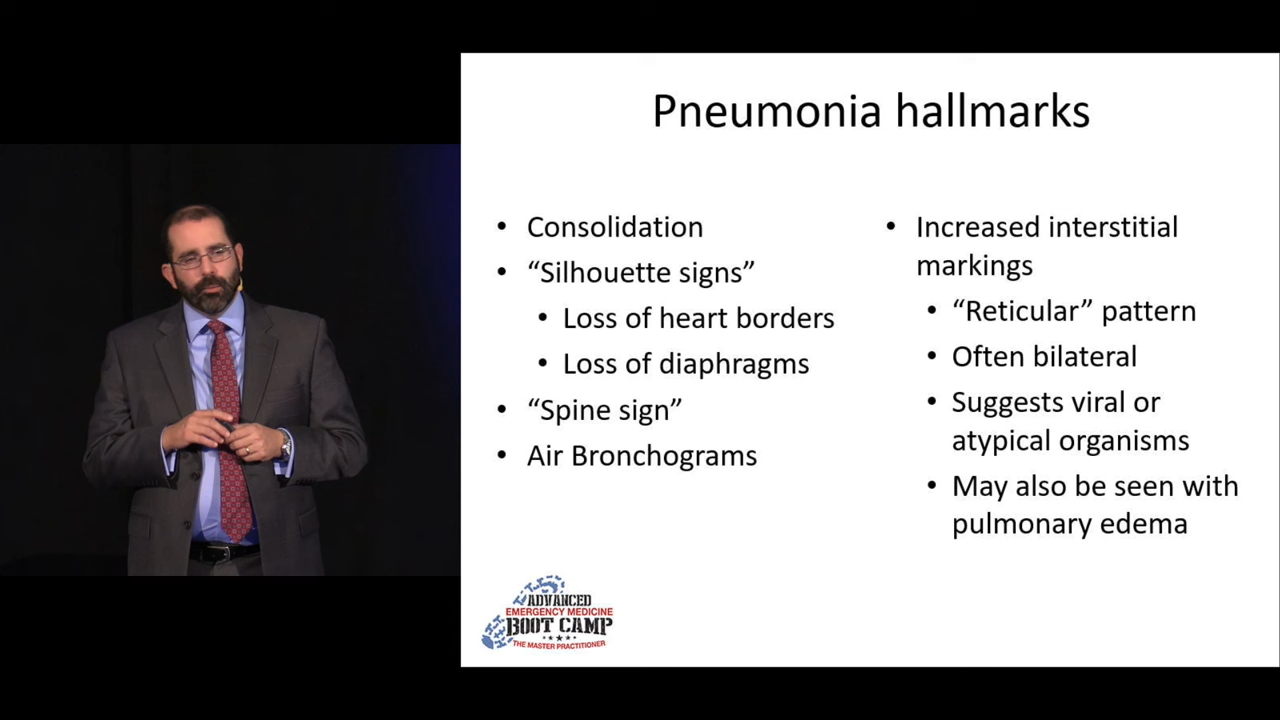 Pneumonia hallmarks
• Consolidation
• “Silhouette signs”
• Loss of heart borders
• Loss of diaphragms
• “Spine sign”
• Air Bronchograms
• Increased interstitial
markings
• “Reticular” pattern
• Often bilateral
• Suggests viral or
atypical organisms
• May also be seen with
pulmonary edema
ADVANCED
EMERGENCY MEDICINE
BOOT CAMP
THE MASTER PRACTITIONER